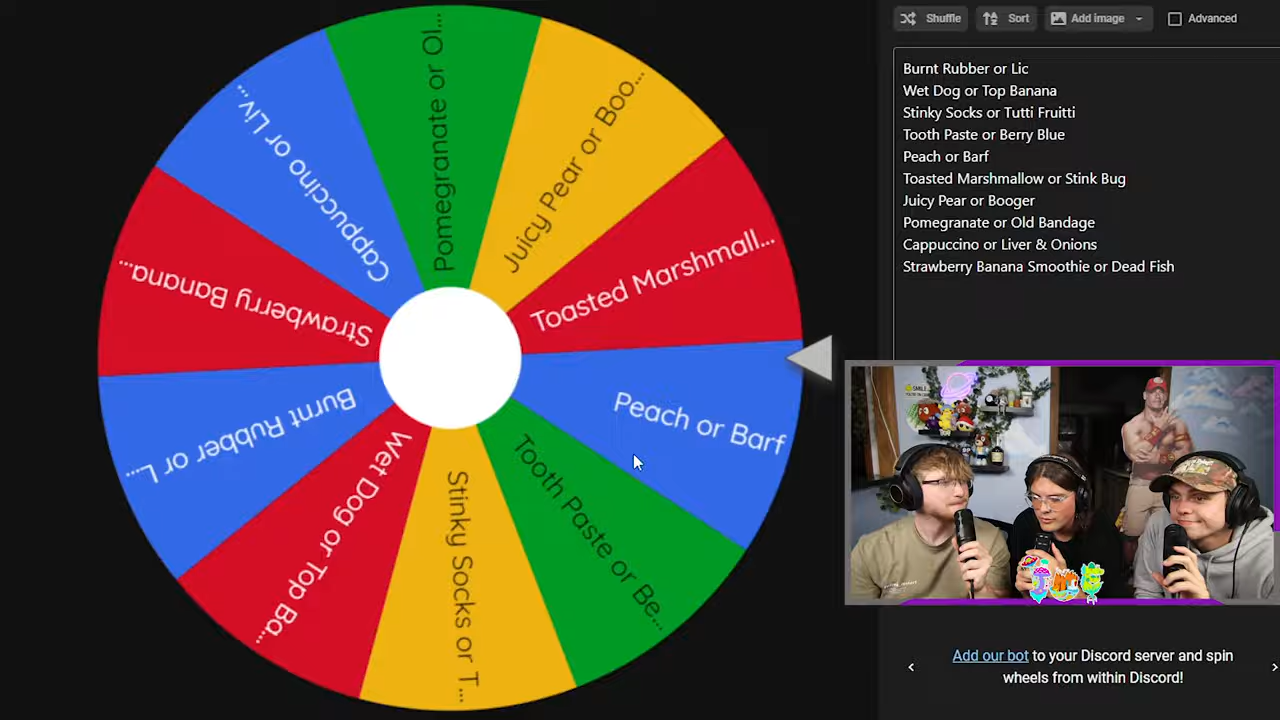 Shuffle
Sort
Add image
Advanced
Burnt Rubber or Lic
Wet Dog or Top Banana
Stinky Socks or Tutti Fruitti
Tooth Paste or Berry Blue
Peach or Barf
Toasted Marshmallow or Stink Bug
Juicy Pear or Booger
Pomegranate or Old Bandage
Cappuccino or Liver & Onions
Strawberry Banana Smoothie or Dead Fish
Pomegranate or Ol...
Juicy Pear or Boo...
Toasted Marshmall...
Peach or Barf
Tooth Paste or Be...
Stinky Socks or T...
Wet Dog or Top Ba...
Burnt Rubber or L...
Strawberry Banana...
Cappuccino or Liv...
SMILE
Add our bot to your Discord server and spin
wheels from within Discord!